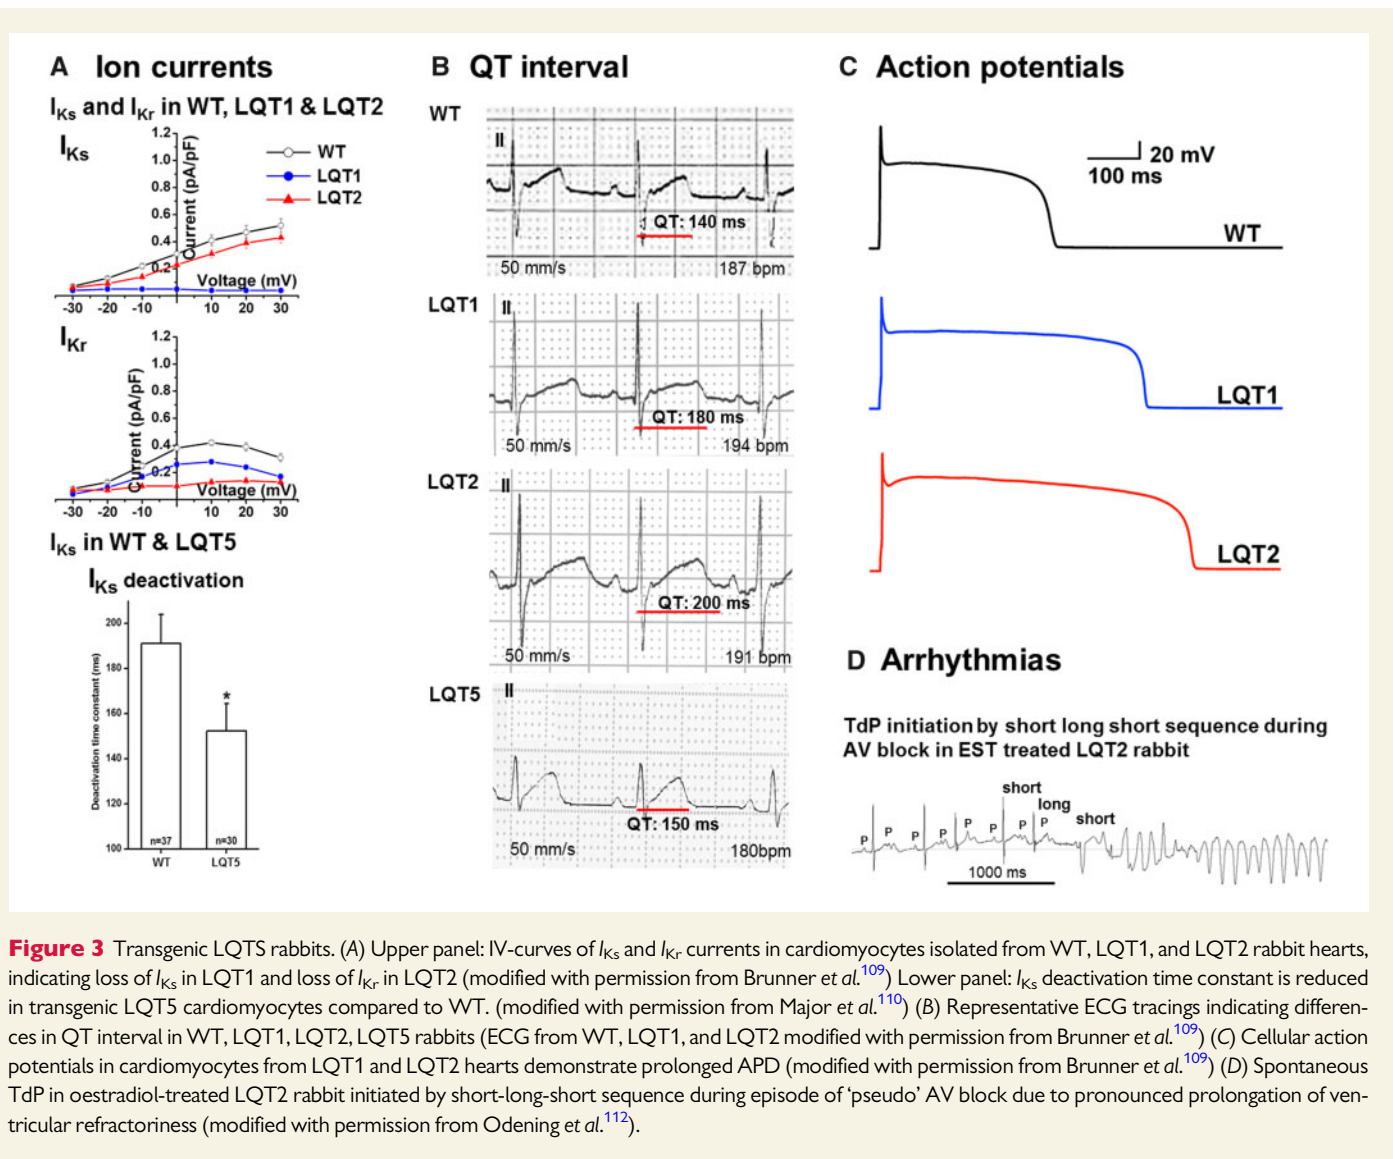 A Ion currents
I_Ks and I_Kr in WT, LQT1 & LQT2
I_Ks
1.2
1.0
0.8
0.6
0.4
0.2
Current (pA/pF)
WT
LQT1
LQT2
Voltage (mV)
-30 -20 -10 10 20 30
I_Kr
1.2
1.0
0.8
0.6
0.4
0.2
Current (pA/pF)
Voltage (mV)
-30 -20 -10 10 20 30
I_Ks in WT & LQT5
I_Ks deactivation
200
180
160
140
120
100
Deactivation time constant (ms)
*
n=37 n=30
WT LQT5
B QT interval
WT
II
QT: 140 ms
50 mm/s 187 bpm
LQT1
II
QT: 180 ms
50 mm/s 194 bpm
LQT2
II
QT: 200 ms
50 mm/s 191 bpm
LQT5
II
QT: 150 ms
50 mm/s 180bpm
C Action potentials
20 mV
100 ms
WT
LQT1
LQT2
D Arrhythmias
TdP initiation by short long short sequence during
AV block in EST treated LQT2 rabbit
short
long
short
P P P P P P P P
1000 ms
Figure 3 Transgenic LQTS rabbits. (A) Upper panel: IV-curves of I_Ks and I_Kr currents in cardiomyocytes isolated from WT, LQT1, and LQT2 rabbit hearts,
indicating loss of I_Ks in LQT1 and loss of I_Kr in LQT2 (modified with permission from Brunner et al.109) Lower panel: I_Ks deactivation time constant is reduced
in transgenic LQT5 cardiomyocytes compared to WT. (modified with permission from Major et al.110) (B) Representative ECG tracings indicating differen-
ces in QT interval in WT, LQT1, LQT2, LQT5 rabbits (ECG from WT, LQT1, and LQT2 modified with permission from Brunner et al.109) (C) Cellular action
potentials in cardiomyocytes from LQT1 and LQT2 hearts demonstrate prolonged APD (modified with permission from Brunner et al.109) (D) Spontaneous
TdP in oestradiol-treated LQT2 rabbit initiated by short-long-short sequence during episode of ‘pseudo’ AV block due to pronounced prolongation of ven-
tricular refractoriness (modified with permission from Odening et al.112).